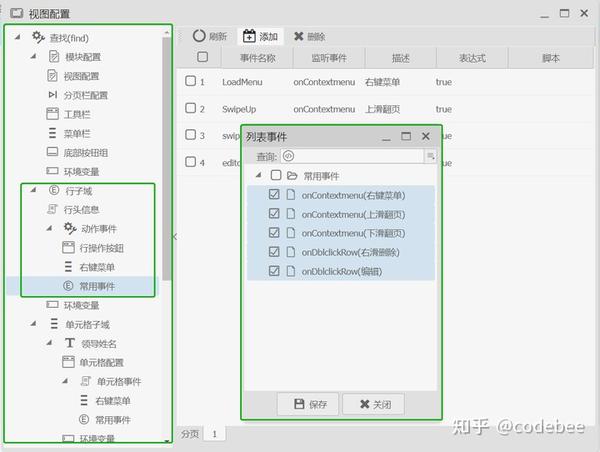 视图配置
查找(find)
模块配置
视图配置
分页栏配置
工具栏
菜单栏
底部按钮组
环境变量
行子域
行头信息
动作事件
行操作按钮
右键菜单
常用事件
环境变量
单元格子域
领导姓名
单元格配置
单元格事件
右键菜单
常用事件
环境变量
刷新 添加 删除
事件名称 监听事件 描述 表达式 脚本
1 LoadMenu onContextmenu 右键菜单 true
2 SwipeUp onContextmenu 上滑翻页 true
3 swip
4 edito
列表事件
查询:
常用事件
onContextmenu(右键菜单)
onContextmenu(上滑翻页)
onContextmenu(下滑翻页)
onDblclickRow(右滑删除)
onDblclickRow(编辑)
保存 关闭
分页 1
知乎 @codebee